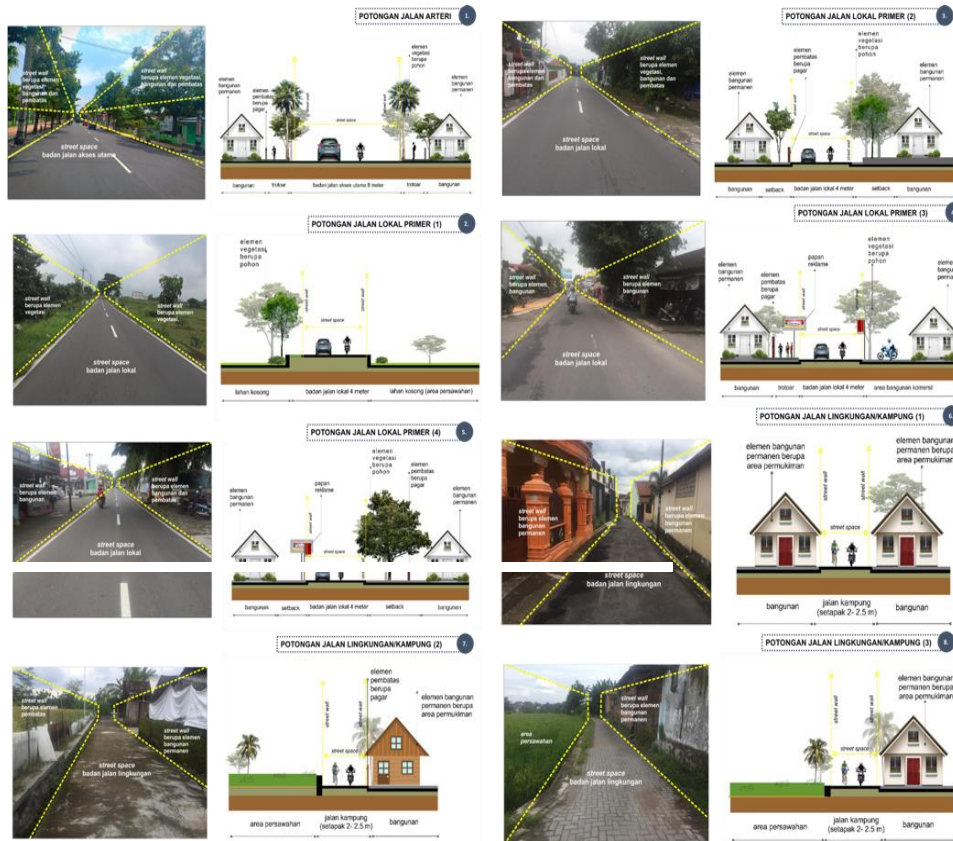 POTONGAN JALAN ARTERI
1.
street wall
berupa elemen
vegetasi,
bangunan dan
pembatas
street wall
berupa elemen vegetasi,
bangunan dan pembatas
street space
badan jalan akses utama
elemen
bangunan
permanen
elemen
pembatas
berupa
pagar
street wall
street space
street wall
elemen
vegetasi
berupa
pohon
elemen
bangunan
permanen
bangunan
trotoar
badan jalan akses utama 8 meter
trotoar
bangunan
POTONGAN JALAN LOKAL PRIMER (2)
3.
street wall
berupa elemen
bangunan dan
pembatas
street wall
berupa elemen
vegetasi,
bangunan dan
pembatas
street space
badan jalan lokal
elemen
bangunan
permanen
elemen
pembatas
berupa
pagar
street wall
street space
street wall
elemen
vegetasi
berupa
pohon
elemen
bangunan
permanen
bangunan
setback
badan jalan lokal 4 meter
setback
bangunan
POTONGAN JALAN LOKAL PRIMER (1)
2.
street wall
berupa elemen
vegetasi
street wall
berupa elemen
vegetasi,
street space
badan jalan lokal
elemen
vegetasi
berupa
pohon
street wall
street space
street wall
lahan kosong
badan jalan lokal 4 meter
lahan kosong (area persawahan)
POTONGAN JALAN LOKAL PRIMER (3)
street wall
berupa elemen
bangunan
street wall
berupa elemen
bangunan
street space
badan jalan lokal
elemen
bangunan
permanen
elemen
pembatas
berupa
pagar
papan
reklame
street wall
street space
street wall
elemen
vegetasi
berupa
pohon
bangunan
trotoar
badan jalan lokal 4 meter
area bangunan komersil
POTONGAN JALAN LOKAL PRIMER (4)
5.
street wall
berupa elemen
bangunan
street wall
berupa elemen
bangunan dan
pembatas
street space
badan jalan lokal
elemen
bangunan
permanen
papan
reklame
street wall
street space
street wall
elemen
vegetasi
berupa
pohon
elemen
pembatas
berupa
pagar
elemen
bangunan
permanen
bangunan
setback
badan jalan lokal 4 meter
setback
bangunan
POTONGAN JALAN LINGKUNGAN/KAMPUNG (1)
6.
street wall
berupa elemen
bangunan
permanen
street wall
berupa elemen
bangunan
permanen
street space
badan jalan lingkungan
elemen bangunan
permanen berupa
area permukiman
street wall
street space
street wall
elemen bangunan
permanen berupa
area permukiman
bangunan
jalan kampung
(setapak 2- 2.5 m)
bangunan
POTONGAN JALAN LINGKUNGAN/KAMPUNG (2)
7.
street wall
berupa elemen
pembatas
street wall
berupa elemen
bangunan
permanen
street space
badan jalan lingkungan
street wall
street space
street wall
elemen
pembatas
berupa
pagar
elemen bangunan
permanen berupa
area permukiman
area persawahan
jalan kampung
(setapak 2- 2.5 m)
bangunan
POTONGAN JALAN LINGKUNGAN/KAMPUNG (3)
8.
area
persawahan
street wall
berupa elemen
bangunan
permanen
street space
badan jalan lingkungan
street wall
street space
street wall
elemen bangunan
permanen berupa
area permukiman
area persawahan
jalan kampung
(setapak 2- 2.5 m)
bangunan